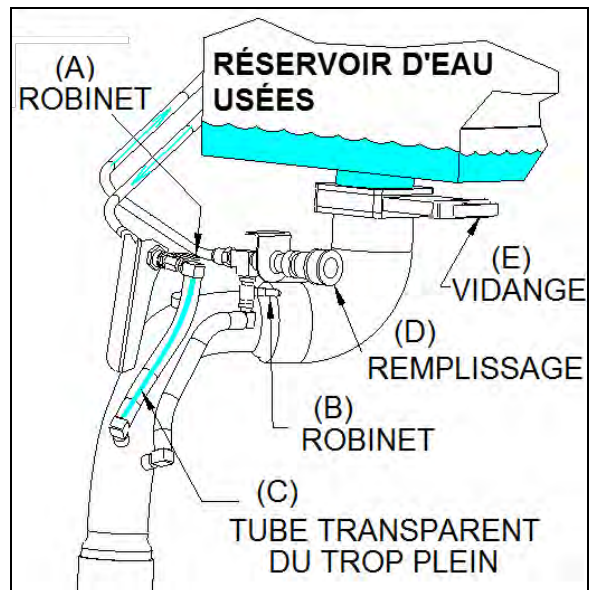 RÉSERVOIR D'EAU
USÉES
(A)
ROBINET
(E)
VIDANGE
(D)
REMPLISSAGE
(B)
ROBINET
(C)
TUBE TRANSPARENT
DU TROP PLEIN